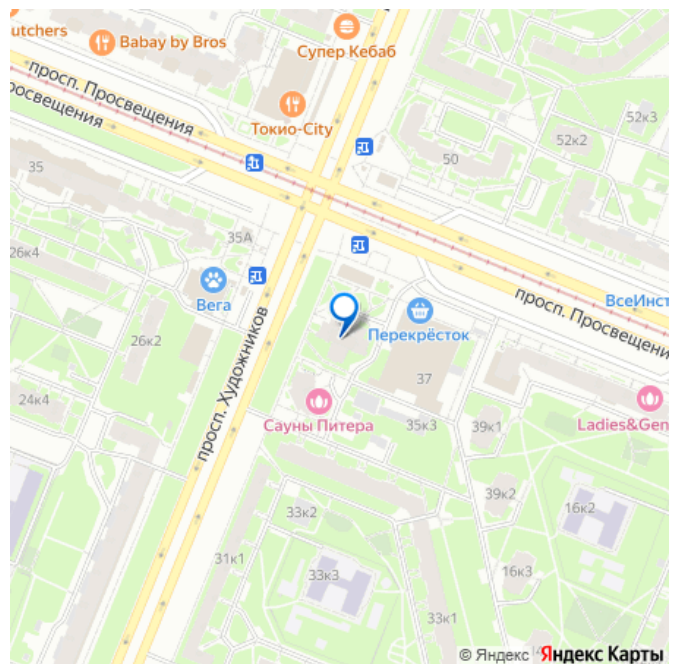 utchers
Babay by Bros
Супер Кебаб
просп. Просвещения
росвещения
Токио-City
52к3
52к2
50
35
35А
26к4
Вега
ВсеИнст
просп. Просвещени
Перекрёсток
26к2
просп. Художников
37
24к4
Сауны Питера
35к3
39к1
Ladies&Gen
39к2
16к2
33к2
31к1
33к3
16к3
33к1
© Яндекс
Яндекс Карты